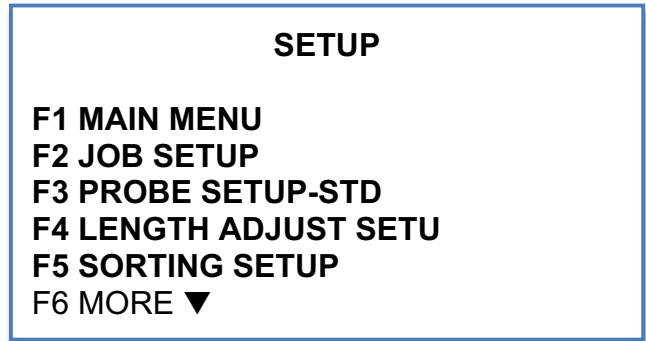 SETUP
F1 MAIN MENU
F2 JOB SETUP
F3 PROBE SETUP-STD
F4 LENGTH ADJUST SETU
F5 SORTING SETUP
F6 MORE ▼